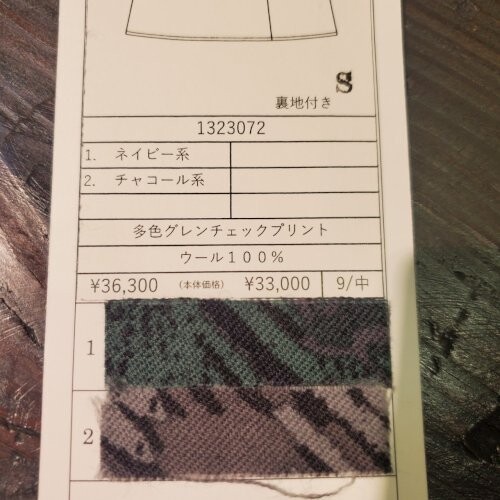 S
裏地付き
1323072
1. ネイビー系
2. チャコール系
多色グレンチェックプリント
ウール100%
¥36,300 (本体価格) ¥33,000 9/中
1
2